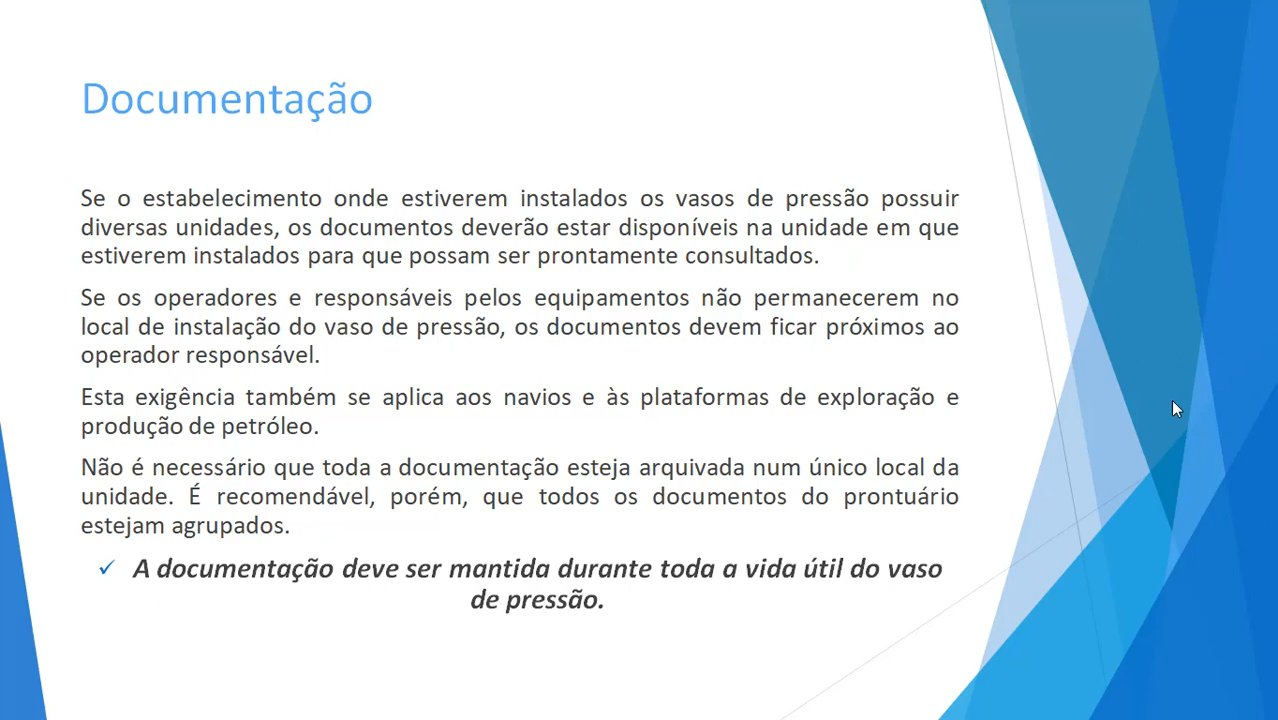 Documentação
Se o estabelecimento onde estiverem instalados os vasos de pressão possuir
diversas unidades, os documentos deverão estar disponíveis na unidade em que
estiverem instalados para que possam ser prontamente consultados.
Se os operadores e responsáveis pelos equipamentos não permanecerem no
local de instalação do vaso de pressão, os documentos devem ficar próximos ao
operador responsável.
Esta exigência também se aplica aos navios e às plataformas de exploração e
produção de petróleo.
Não é necessário que toda a documentação esteja arquivada num único local da
unidade. É recomendável, porém, que todos os documentos do prontuário
estejam agrupados.
✓ A documentação deve ser mantida durante toda a vida útil do vaso
de pressão.